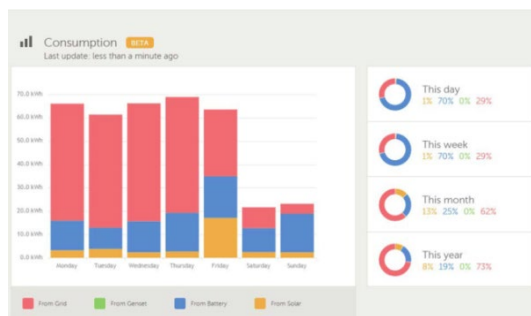 Consumption BETA
Last update: less than a minute ago
70.0 kWh
60.0 kWh
50.0 kWh
40.0 kWh
30.0 kWh
20.0 kWh
10.0 kWh
0.0 kWh
Monday Tuesday Wednesday Thursday Friday Saturday Sunday
From Grid From Genset From Battery From Solar
This day
1% 70% 0% 29%
This week
1% 70% 0% 29%
This month
13% 25% 0% 62%
This year
8% 19% 0% 73%